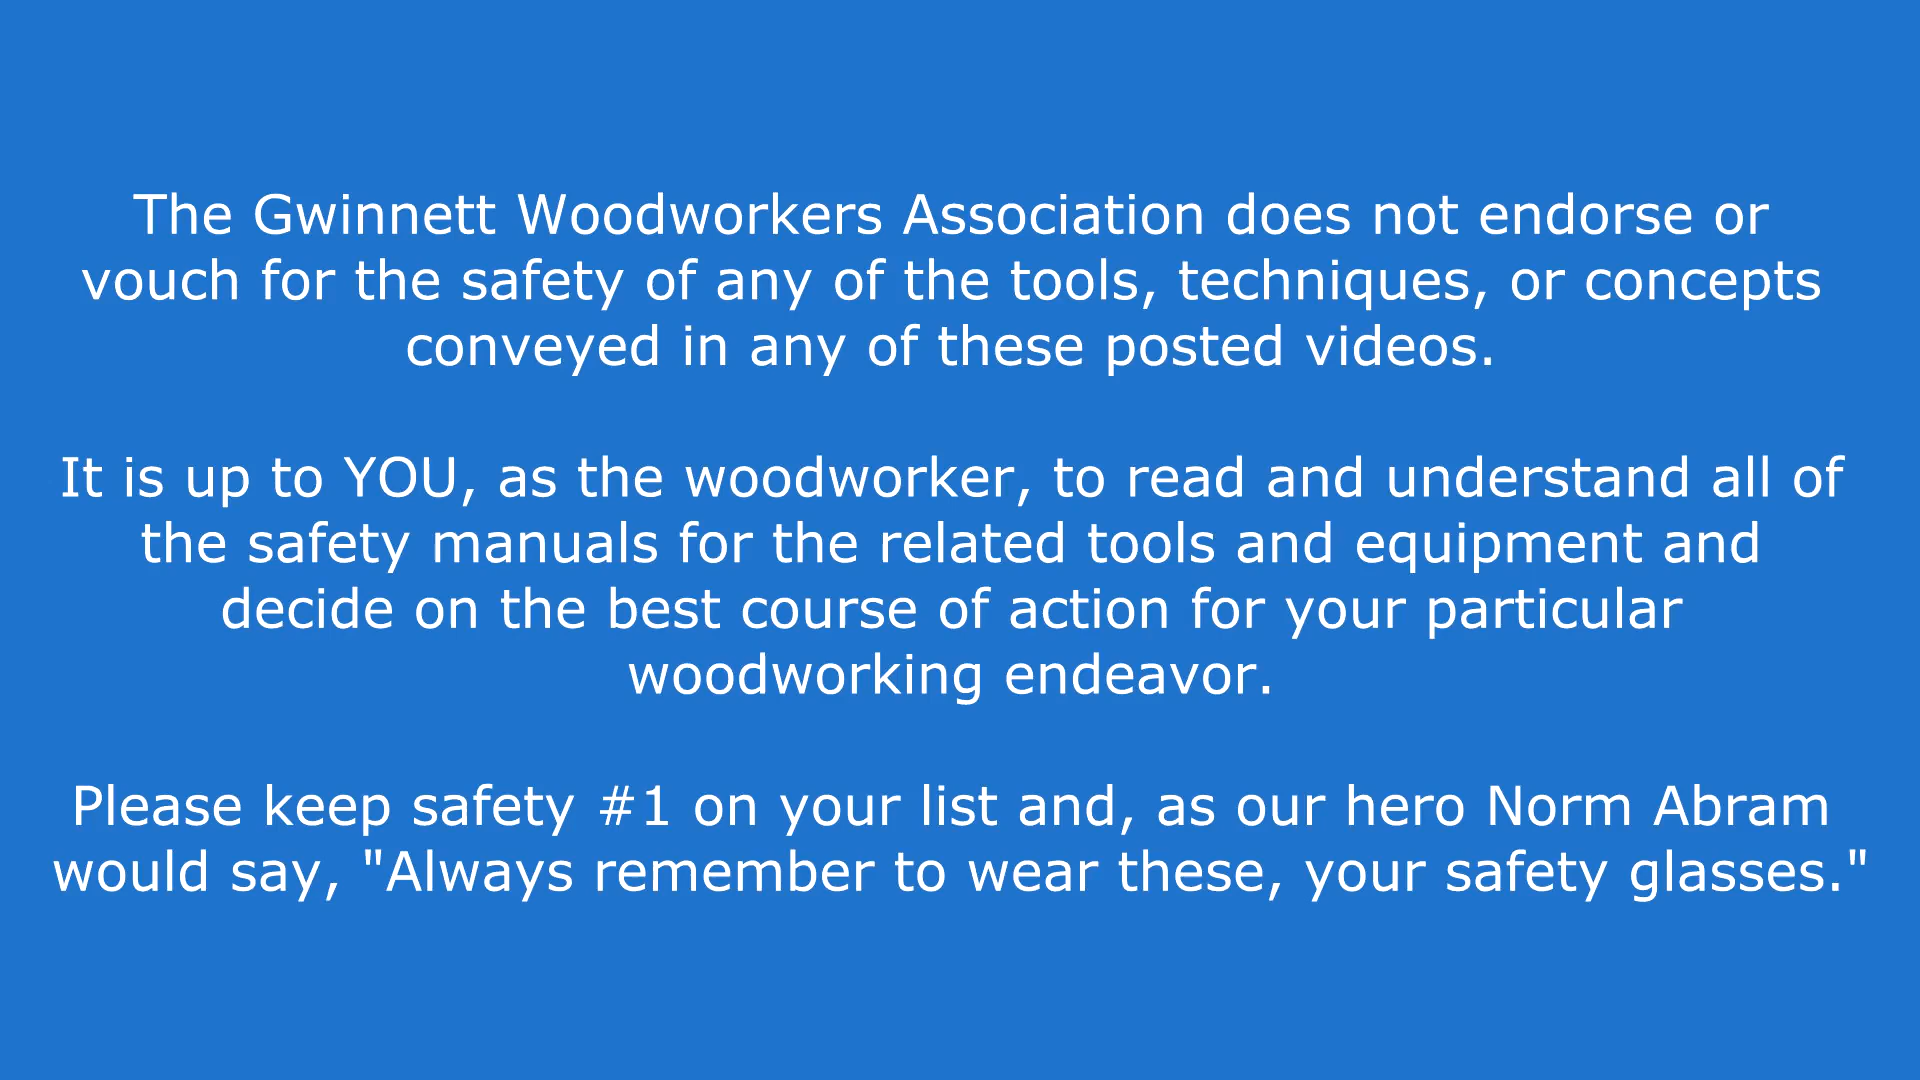 The Gwinnett Woodworkers Association does not endorse or
vouch for the safety of any of the tools, techniques, or concepts
conveyed in any of these posted videos.
It is up to YOU, as the woodworker, to read and understand all of
the safety manuals for the related tools and equipment and
decide on the best course of action for your particular
woodworking endeavor.
Please keep safety #1 on your list and, as our hero Norm Abram
would say, "Always remember to wear these, your safety glasses."